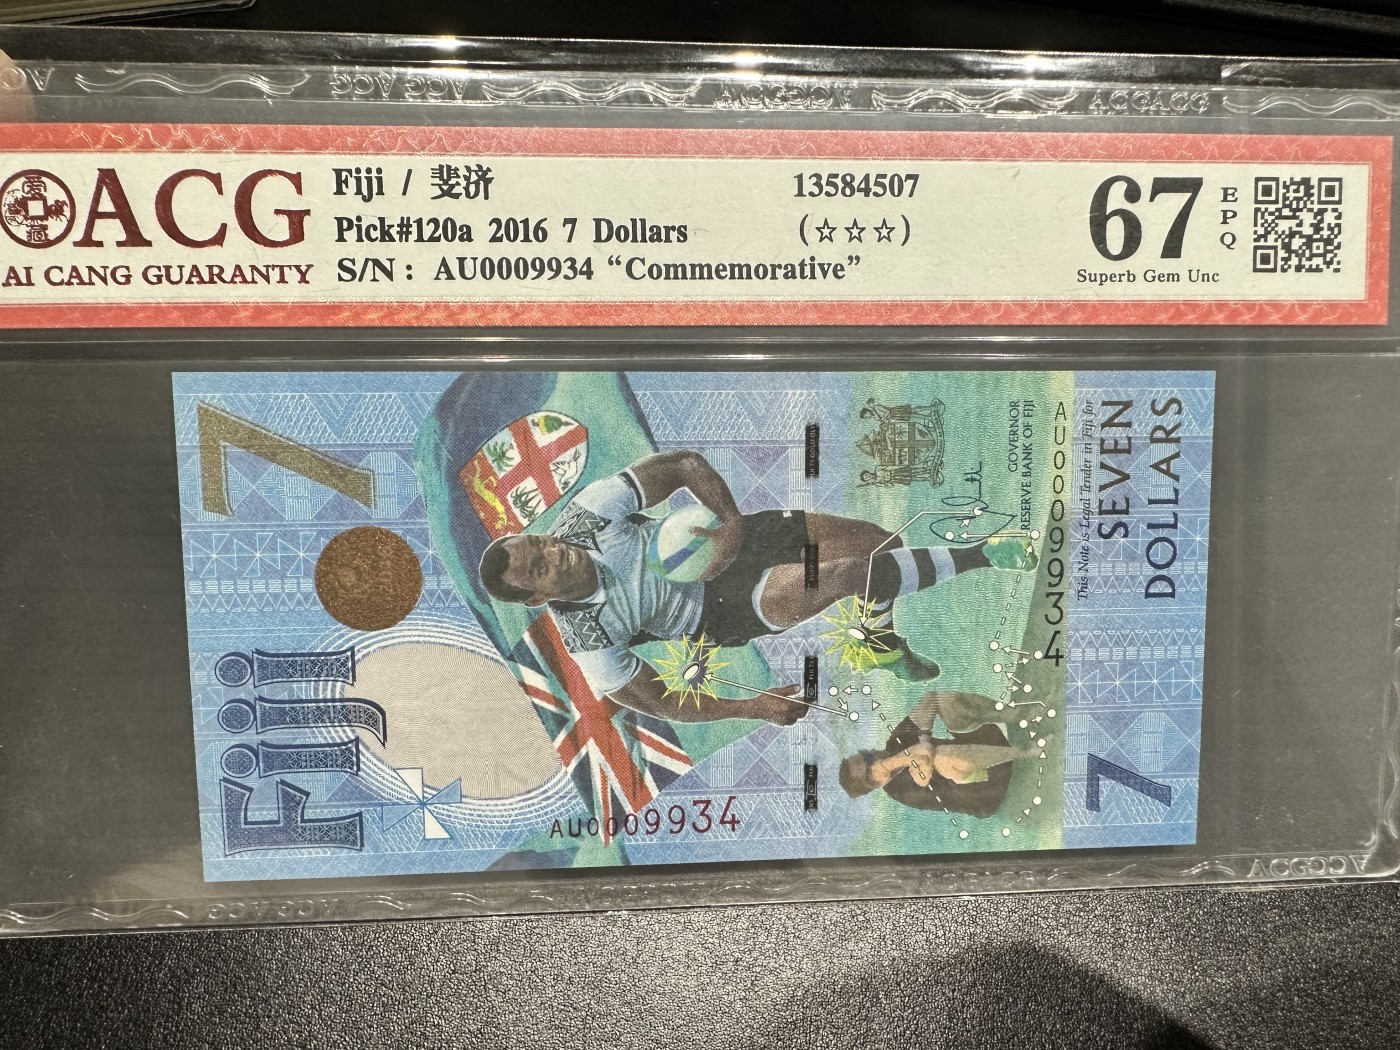 ACG
AI CANG GUARANTY
Fiji / 斐济
Pick#120a 2016 7 Dollars
S/N: AU0009934 “Commemorative”
13584507
(☆☆☆)
67
EPQ
Superb Gem Unc
7
Fiji
AU0009934
GOVERNOR
RESERVE BANK OF FIJI
AU0009934
This Note is Legal Tender in Fiji for
SEVEN
DOLLARS
7